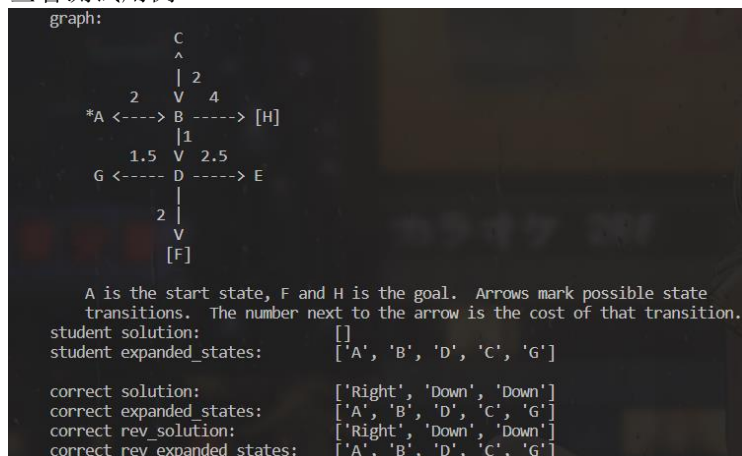 graph:
C
^
| 2
2 V 4
*A <----> B -----> [H]
|1
1.5 V 2.5
G <----- D -----> E
|
2 |
V
[F]
A is the start state, F and H is the goal. Arrows mark possible state
transitions. The number next to the arrow is the cost of that transition.
student solution: []
student expanded_states: ['A', 'B', 'D', 'C', 'G']
correct solution: ['Right', 'Down', 'Down']
correct expanded_states: ['A', 'B', 'D', 'C', 'G']
correct rev_solution: ['Right', 'Down', 'Down']
correct rev_expanded_states: ['A', 'B', 'D', 'C', 'G']